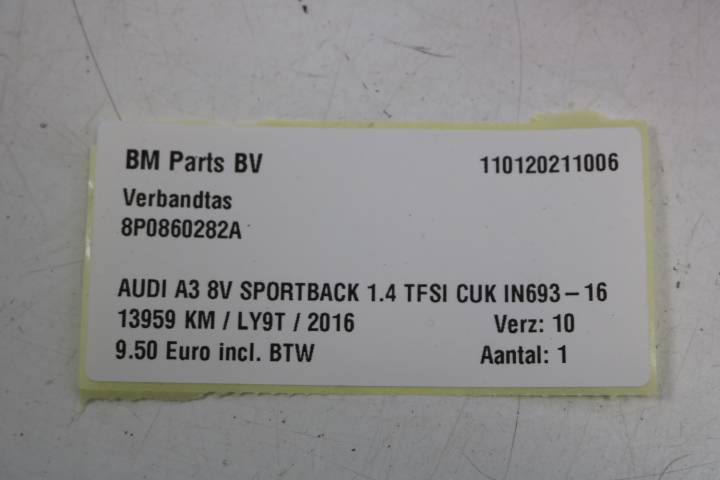 BM Parts BV 110120211006
Verbandtas
8P0860282A
AUDI A3 8V SPORTBACK 1.4 TFSI CUK IN693-16
13959 KM / LY9T / 2016 Verz: 10
9.50 Euro incl. BTW Aantal: 1